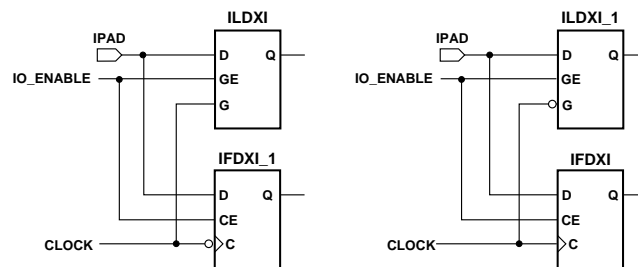 ILDXI
IPAD
D
Q
IO_ENABLE
GE
G
IFDXI_1
D
Q
CE
CLOCK
C
ILDXI_1
IPAD
D
Q
IO_ENABLE
GE
G
IFDXI
D
Q
CE
CLOCK
C